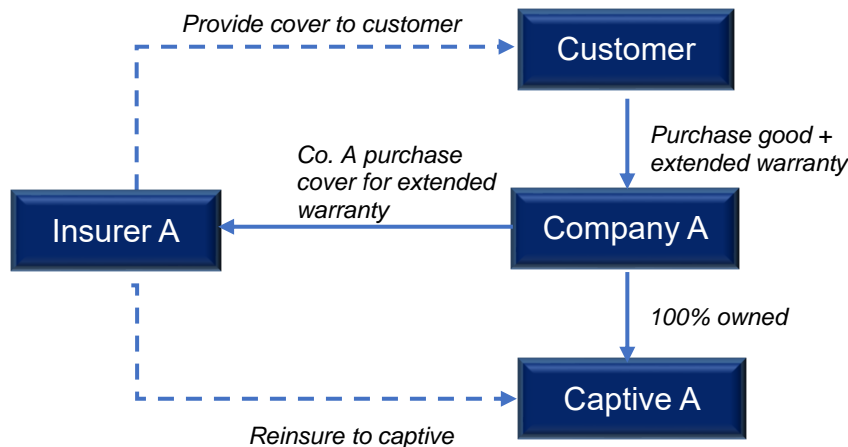 Provide cover to customer
Customer
Purchase good +
extended warranty
Co. A purchase
cover for extended
warranty
Insurer A
Company A
100% owned
Captive A
Reinsure to captive